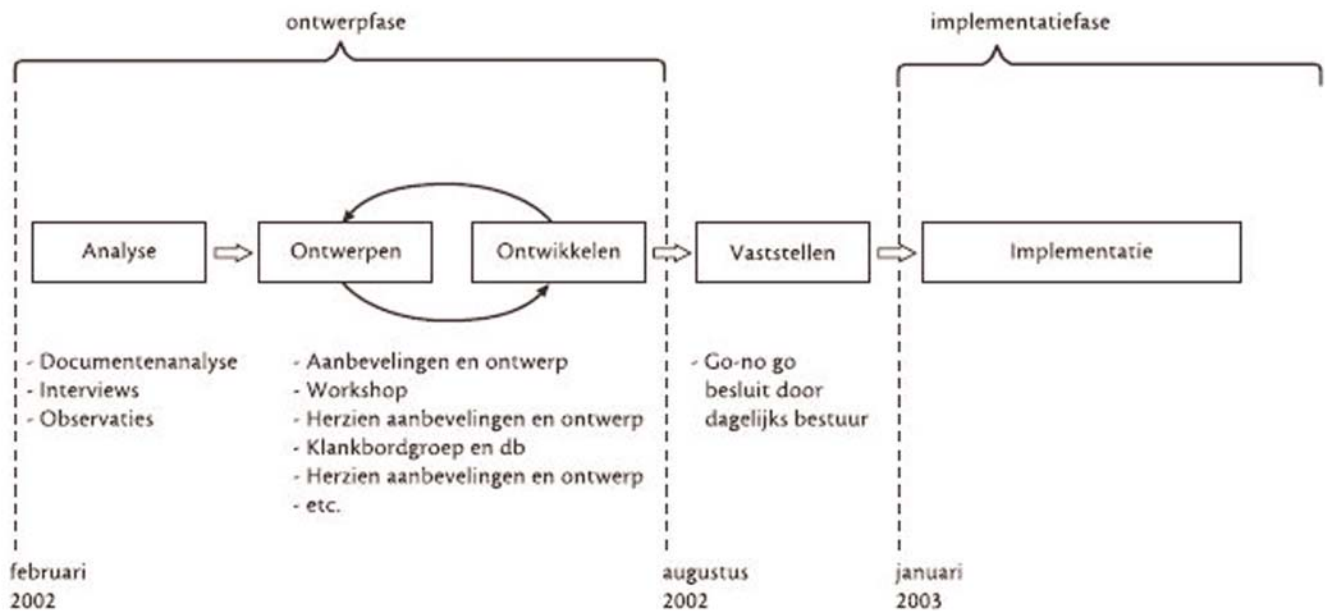 ontwerpfase
implementatiefase
Analyse
Ontwerpen
Ontwikkelen
Vaststellen
Implementatie
- Documentenanalyse
- Interviews
- Observaties
- Aanbevelingen en ontwerp
- Workshop
- Herzien aanbevelingen en ontwerp
- Klankbordgroep en db
- Herzien aanbevelingen en ontwerp
- etc.
- Go-no go
besluit door
dagelijks bestuur
februari
2002
augustus
2002
januari
2003